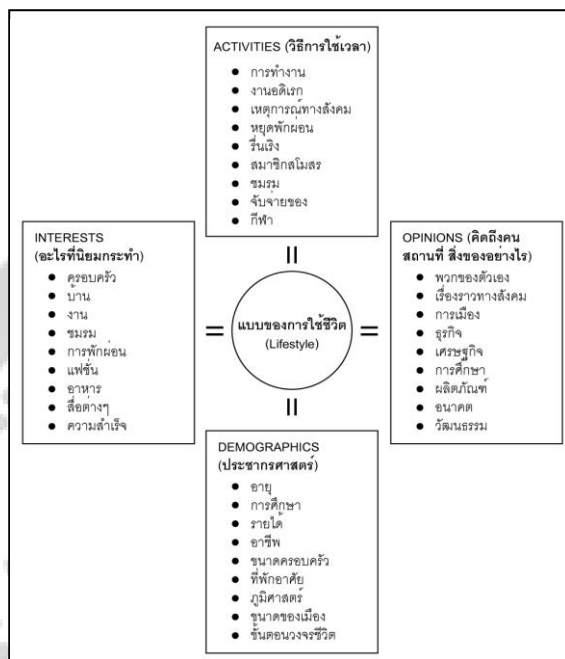 ACTIVITIES (วิธีการใช้เวลา)
● การทำงาน
● งานอดิเรก
● เหตุการณ์ทางสังคม
● หยุดพักผ่อน
● รื่นเริง
● สมาชิกสโมสร
● ชมรม
● จับจ่ายของ
● กีฬา
INTERESTS
(อะไรที่นิยมกระทำ)
● ครอบครัว
● บ้าน
● งาน
● ชมรม
● การพักผ่อน
● แฟชั่น
● อาหาร
● สื่อต่างๆ
● ความสำเร็จ
แบบของการใช้ชีวิต
(Lifestyle)
OPINIONS (คิดถึงคน
สถานที่ สิ่งของอย่างไร)
● พวกของตัวเอง
● เรื่องราวทางสังคม
● การเมือง
● ธุรกิจ
● เศรษฐกิจ
● การศึกษา
● ผลิตภัณฑ์
● อนาคต
● วัฒนธรรม
DEMOGRAPHICS
(ประชากรศาสตร์)
● อายุ
● การศึกษา
● รายได้
● อาชีพ
● ขนาดครอบครัว
● ที่พักอาศัย
● ภูมิศาสตร์
● ขนาดของเมือง
● ขั้นตอนวงจรชีวิต